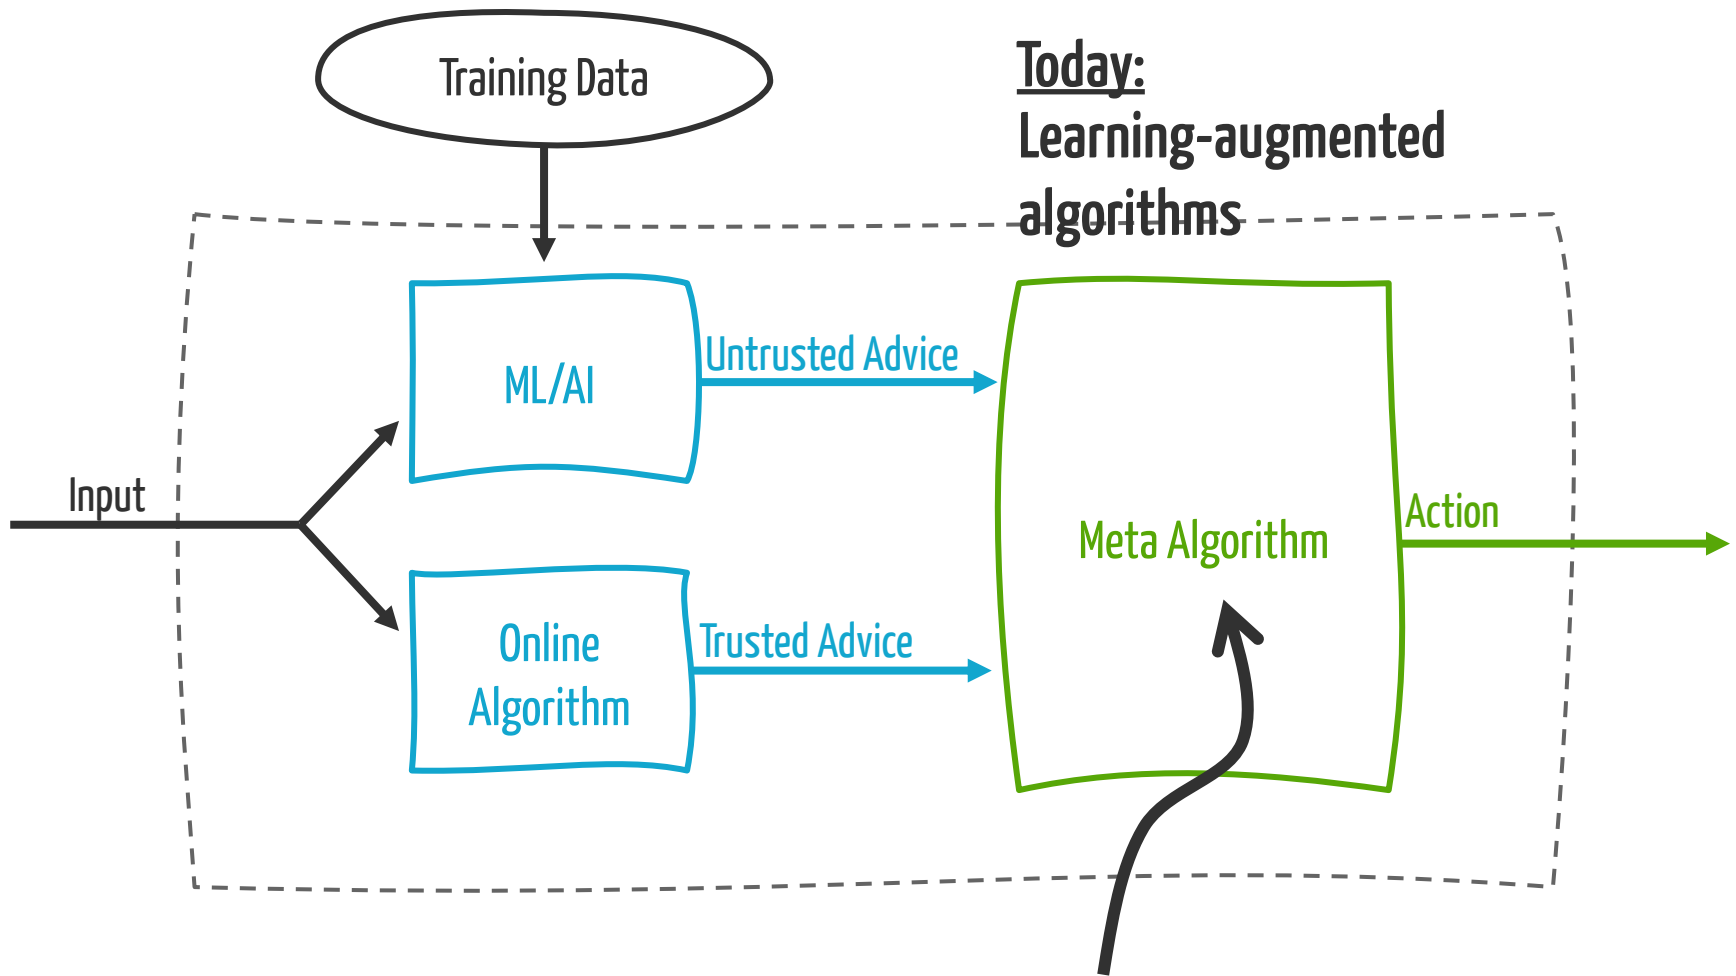 Training Data
Today:
Learning-augmented
algorithms
Untrusted Advice
ML/AI
Input
Action
Meta Algorithm
Online
Algorithm
Trusted Advice